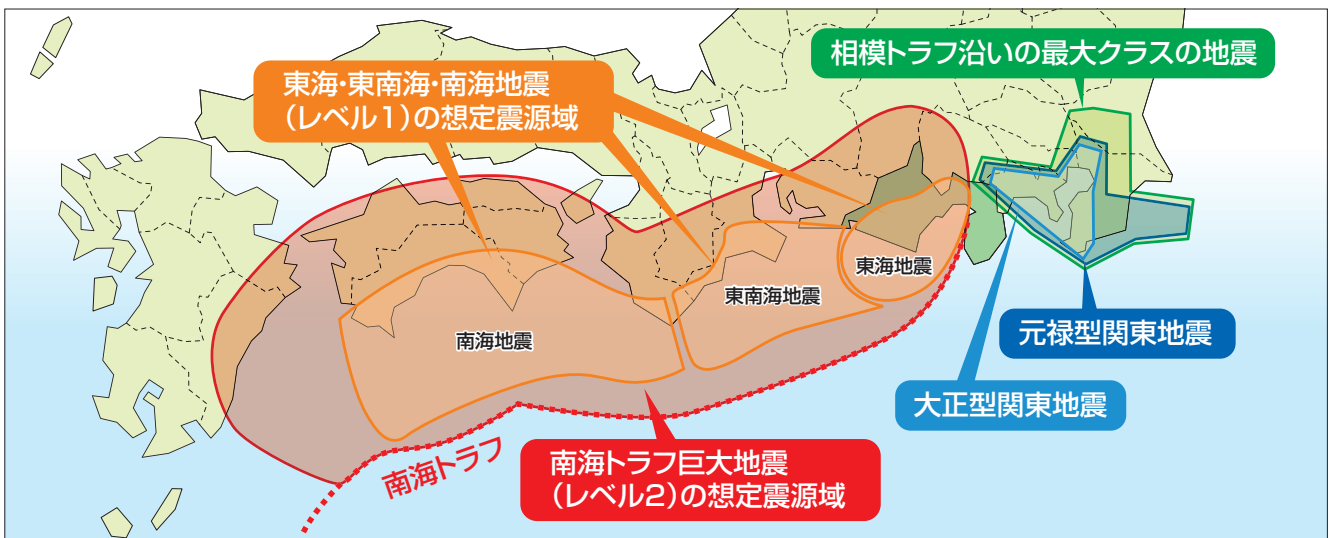 相模トラフ沿いの最大クラスの地震
東海・東南海・南海地震
（レベル1）の想定震源域
東海地震
東南海地震
南海地震
元禄型関東地震
大正型関東地震
南海トラフ
南海トラフ巨大地震
（レベル2）の想定震源域